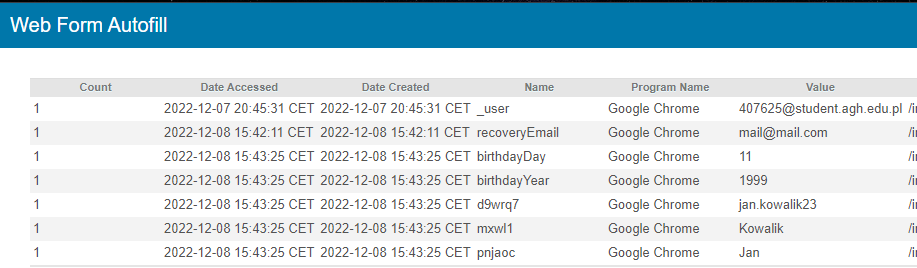 Web Form Autofill
Count Date Accessed Date Created Name Program Name Value
1 2022-12-07 20:45:31 CET 2022-12-07 20:45:31 CET _user Google Chrome 407625@student.agh.edu.pl /i
1 2022-12-08 15:42:11 CET 2022-12-08 15:42:11 CET recoveryEmail Google Chrome mail@mail.com /i
1 2022-12-08 15:43:25 CET 2022-12-08 15:43:25 CET birthdayDay Google Chrome 11 /i
1 2022-12-08 15:43:25 CET 2022-12-08 15:43:25 CET birthdayYear Google Chrome 1999 /i
1 2022-12-08 15:43:25 CET 2022-12-08 15:43:25 CET d9wrq7 Google Chrome jan.kowalik23 /i
1 2022-12-08 15:43:25 CET 2022-12-08 15:43:25 CET mxwl1 Google Chrome Kowalik /i
1 2022-12-08 15:43:25 CET 2022-12-08 15:43:25 CET pnjaoc Google Chrome Jan /i